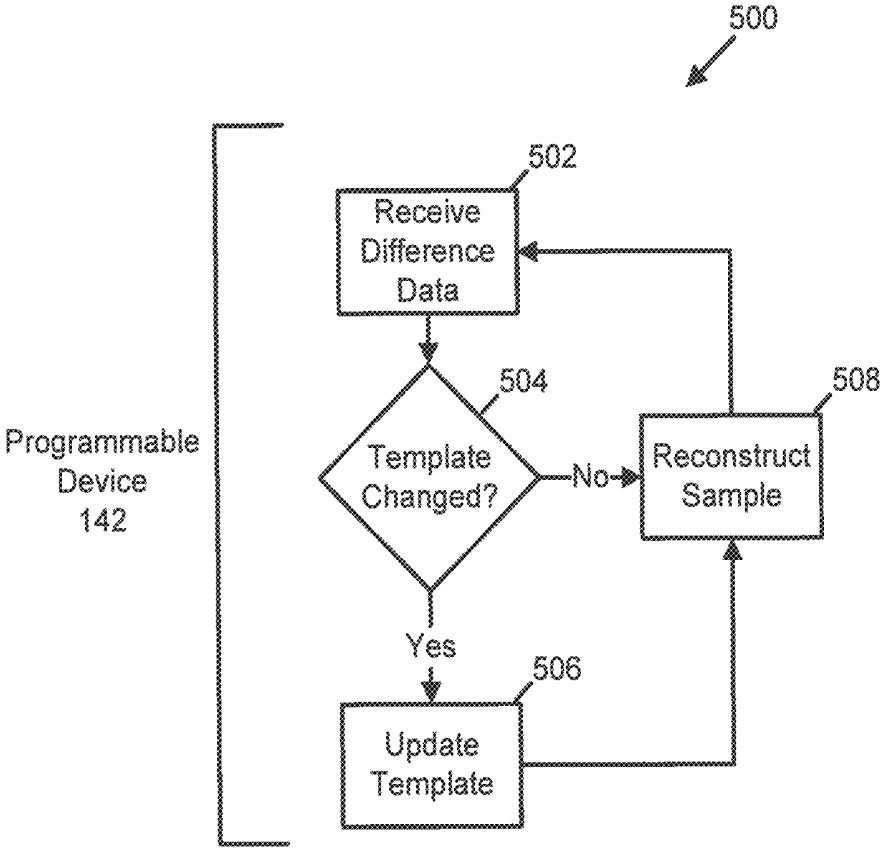 500
502
Receive
Difference
Data
504
Template
Changed?
No
508
Reconstruct
Sample
Programmable
Device
142
Yes
506
Update
Template